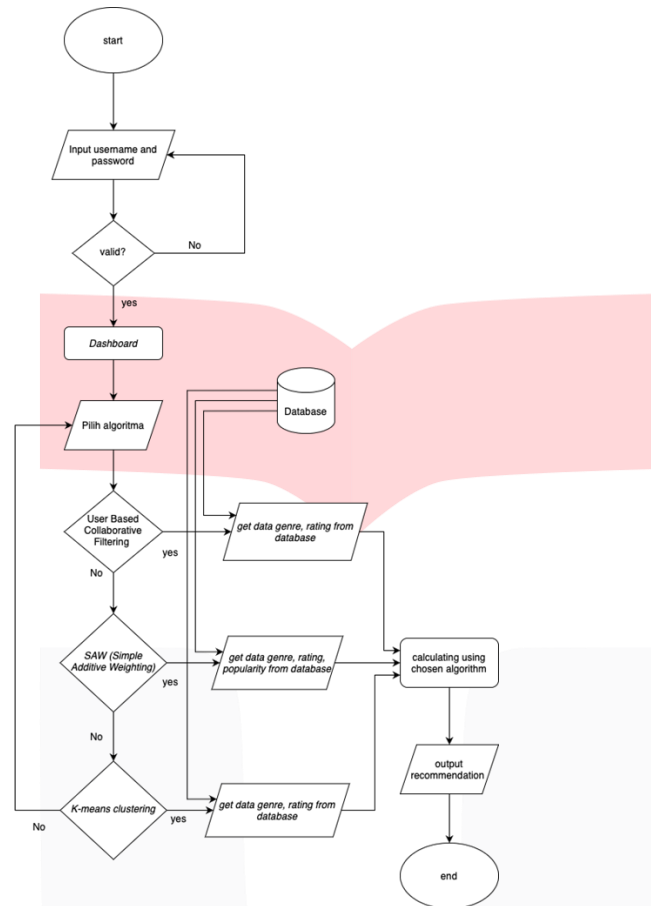 start
Input username and
password
valid?
No
yes
Dashboard
Pilih algoritma
Database
User Based
Collaborative
Filtering
yes
get data genre, rating from
database
No
SAW (Simple
Additive Weighting)
yes
get data genre, rating,
popularity from database
calculating using
chosen algorithm
No
output
recommendation
K-means clustering
No
yes
get data genre, rating from
database
end